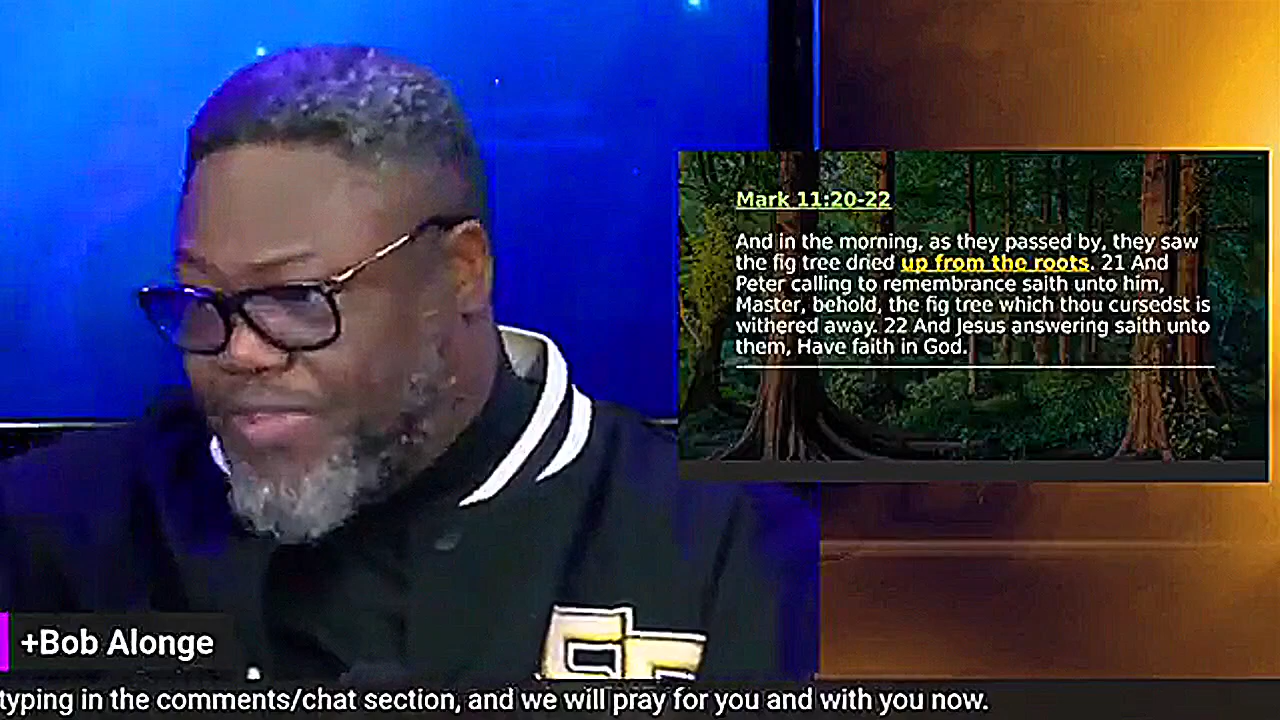 Mark 11:20-22
And in the morning, as they passed by, they saw
the fig tree dried up from the roots. 21 And
Peter calling to remembrance saith unto him,
Master, behold, the fig tree which thou cursedst is
withered away. 22 And Jesus answering saith unto
them, Have faith in God.
+Bob Alonge
typing in the comments/chat section, and we will pray for you and with you now.